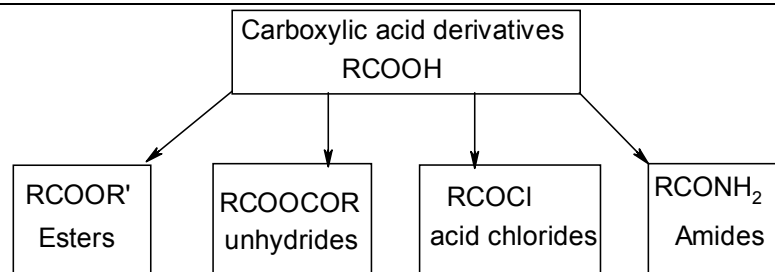 Carboxylic acid derivatives
RCOOH
RCOOR'
Esters
RCOOCOR
unhydrides
RCOCl
acid chlorides
RCONH₂
Amides